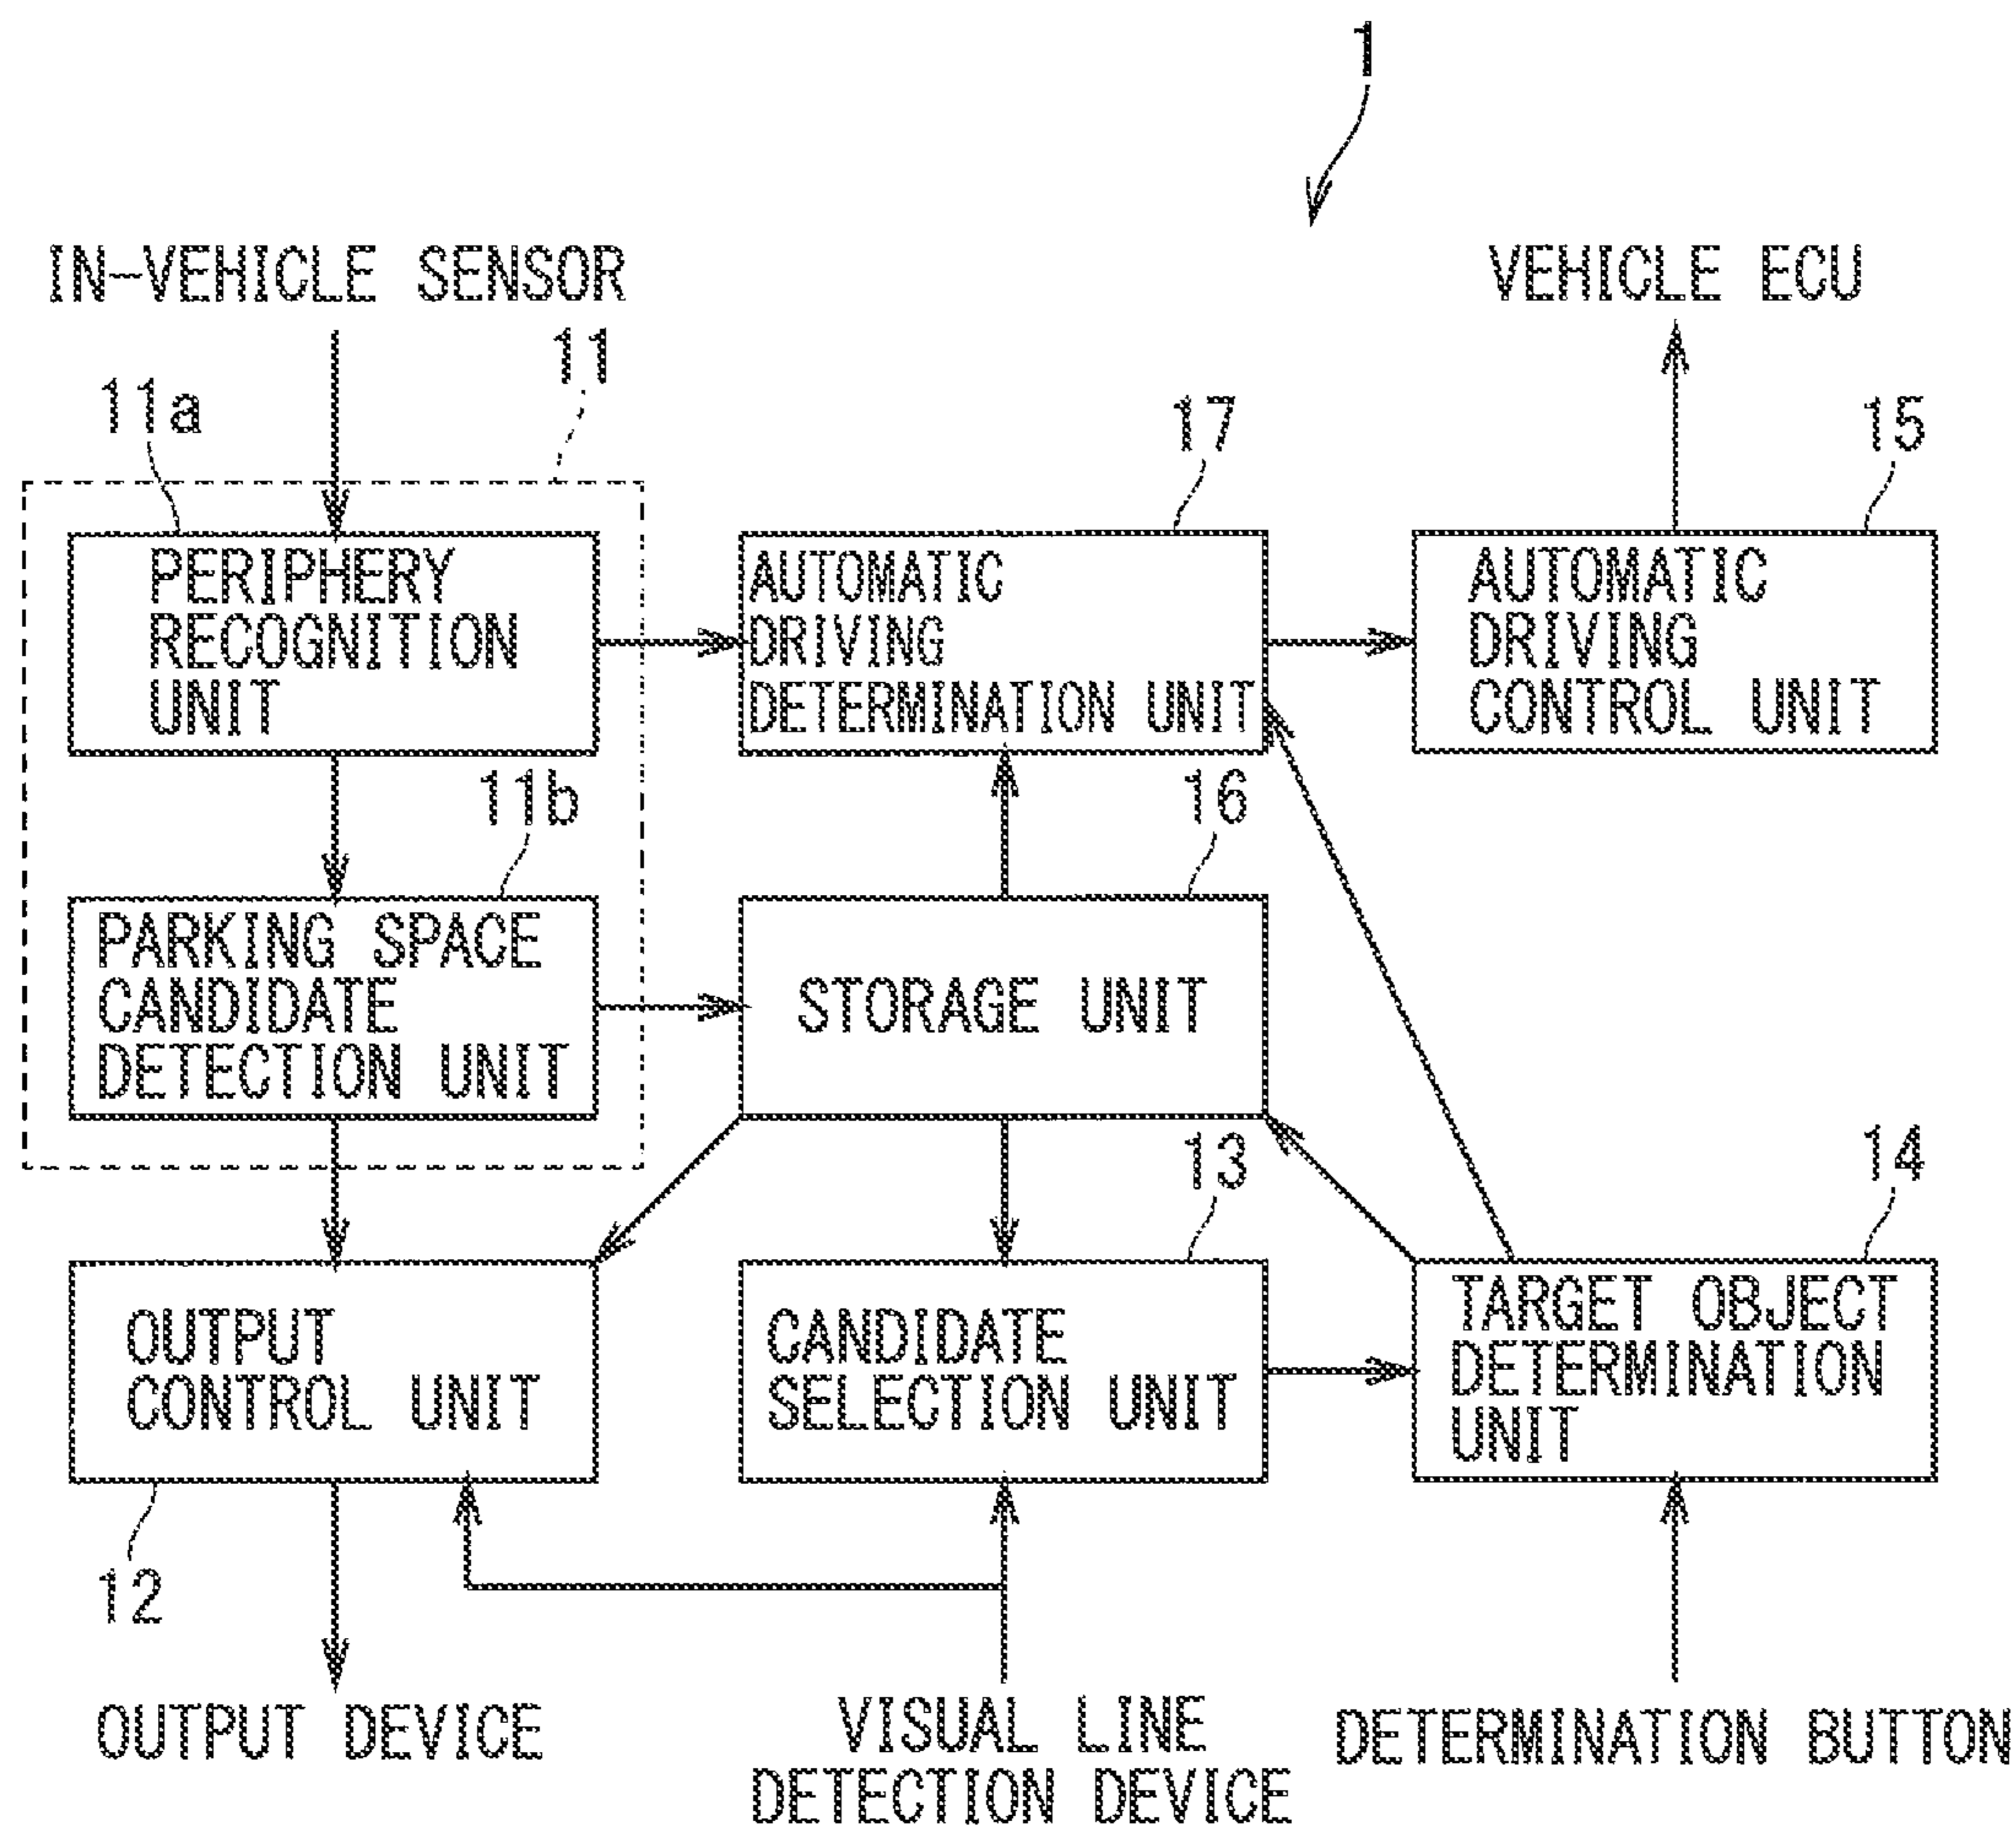 1
IN-VEHICLE SENSOR
VEHICLE ECU
11
11a
17
15
PERIPHERY
RECOGNITION
UNIT
AUTOMATIC
DRIVING
DETERMINATION UNIT
AUTOMATIC
DRIVING
CONTROL UNIT
11b
16
PARKING SPACE
CANDIDATE
DETECTION UNIT
STORAGE UNIT
13
14
OUTPUT
CONTROL UNIT
CANDIDATE
SELECTION UNIT
TARGET OBJECT
DETERMINATION
UNIT
12
OUTPUT DEVICE
VISUAL LINE
DETECTION DEVICE
DETERMINATION BUTTON